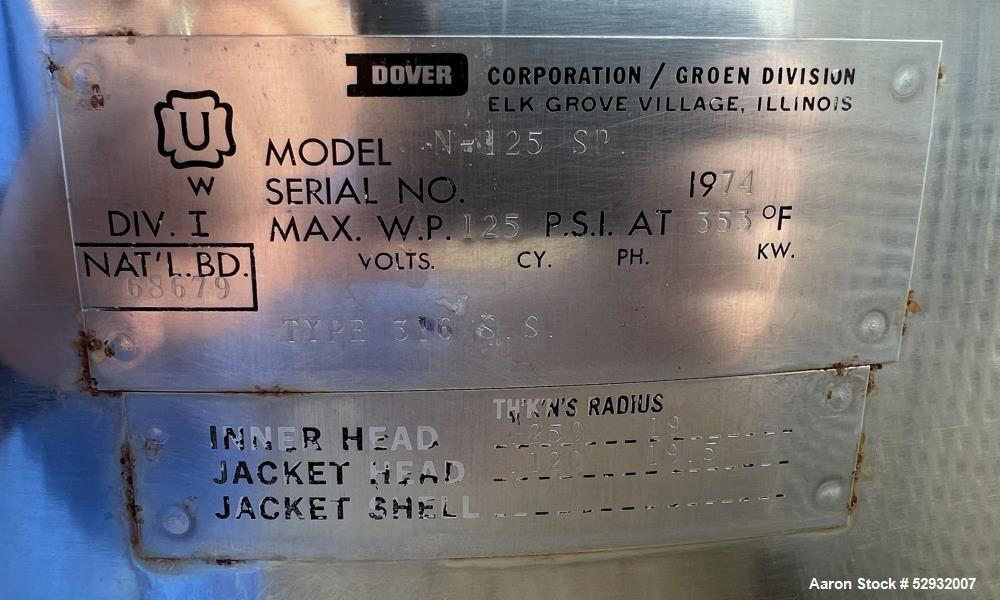 DOVER CORPORATION / GROEN DIVISION
ELK GROVE VILLAGE, ILLINOIS
U
W
MODEL N-125 SP.
SERIAL NO. 1974
DIV. I MAX. W.P. 125 P.S.I. AT 353 °F
NAT'L. BD. VOLTS. CY. PH. KW.
68679
TYPE 316 S.S.
TH'K'N'S RADIUS
INNER HEAD .250 19
JACKET HEAD .120 19.5
JACKET SHELL
Aaron Stock # 52932007